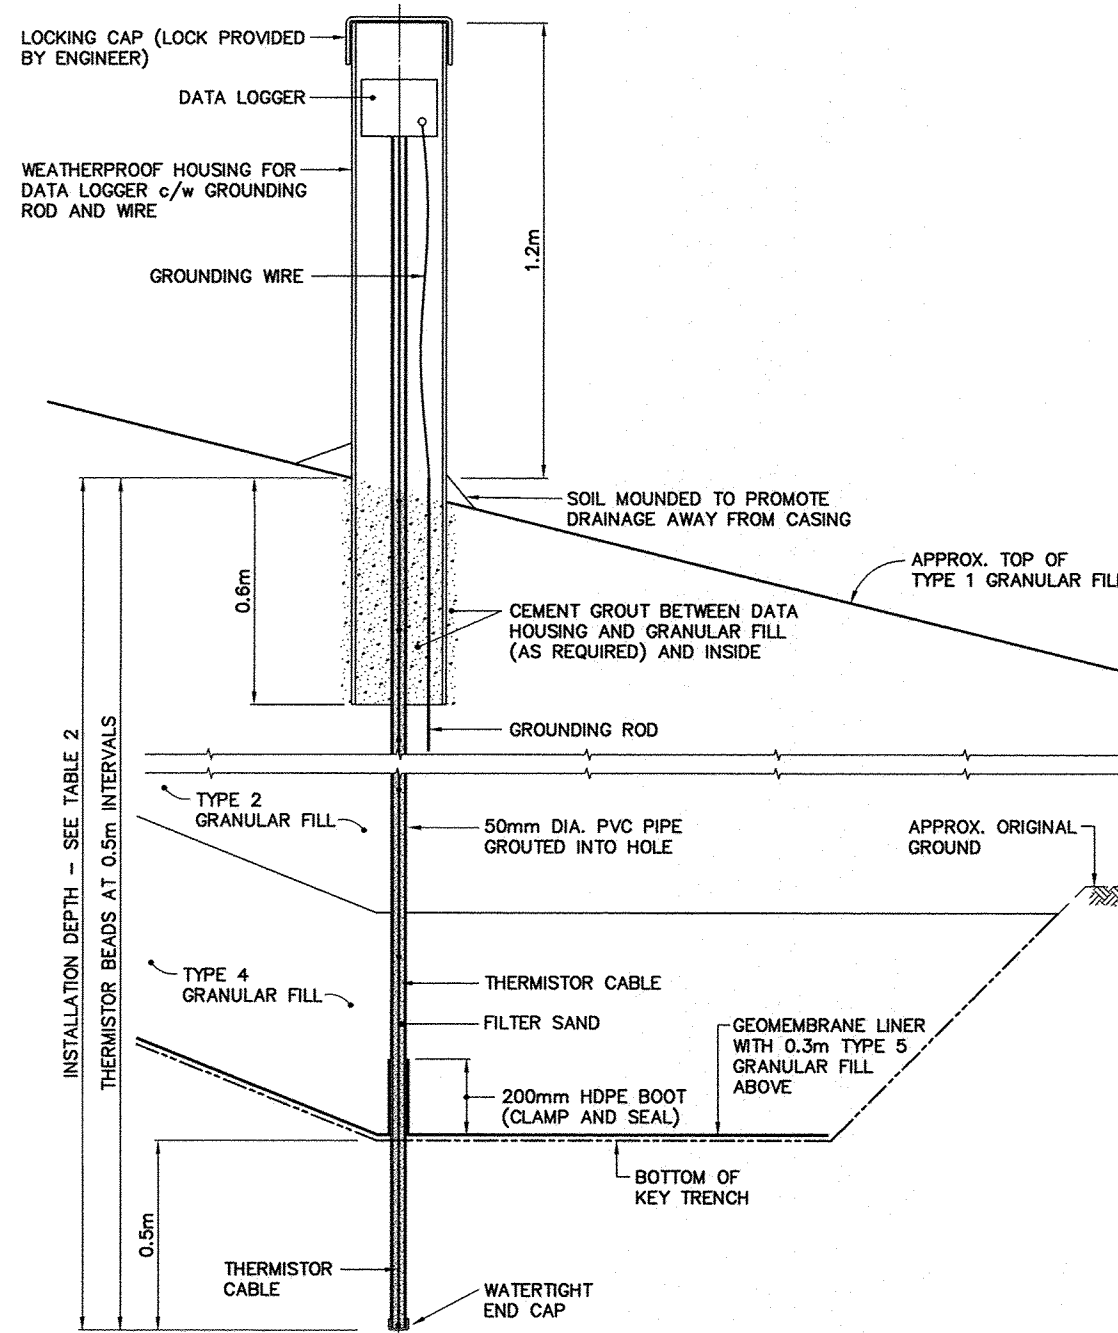 LOCKING CAP (LOCK PROVIDED
BY ENGINEER)
DATA LOGGER
WEATHERPROOF HOUSING FOR
DATA LOGGER c/w GROUNDING
ROD AND WIRE
GROUNDING WIRE
1.2m
SOIL MOUNDED TO PROMOTE
DRAINAGE AWAY FROM CASING
APPROX. TOP OF
TYPE 1 GRANULAR FILL
0.6m
CEMENT GROUT BETWEEN DATA
HOUSING AND GRANULAR FILL
(AS REQUIRED) AND INSIDE
GROUNDING ROD
INSTALLATION DEPTH – SEE TABLE 2
THERMISTOR BEADS AT 0.5m INTERVALS
TYPE 2
GRANULAR FILL
50mm DIA. PVC PIPE
GROUTED INTO HOLE
APPROX. ORIGINAL
GROUND
TYPE 4
GRANULAR FILL
THERMISTOR CABLE
FILTER SAND
GEOMEMBRANE LINER
WITH 0.3m TYPE 5
GRANULAR FILL
ABOVE
200mm HDPE BOOT
(CLAMP AND SEAL)
BOTTOM OF
KEY TRENCH
0.5m
THERMISTOR
CABLE
WATERTIGHT
END CAP